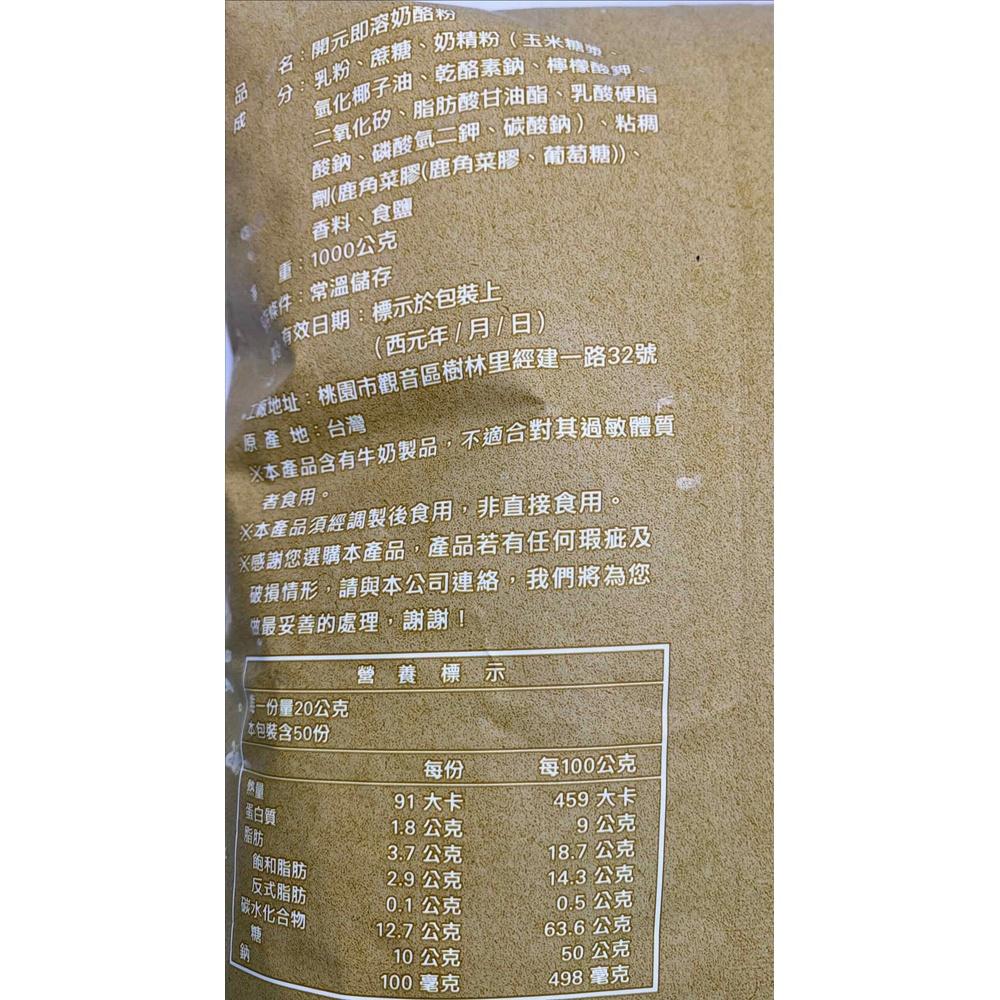 品名：開元即溶奶酪粉
成分：乳粉、蔗糖、奶精粉（玉米糖漿、
氫化椰子油、乾酪素鈉、檸檬酸鉀、
二氧化矽、脂肪酸甘油酯、乳酸硬脂
酸鈉、磷酸氫二鉀、碳酸鈉）、粘稠
劑(鹿角菜膠(鹿角菜膠、葡萄糖))、
香料、食鹽
重：1000公克
條件：常溫儲存
有效日期：標示於包裝上
（西元年/月/日）
工廠地址：桃園市觀音區樹林里經建一路32號
原產地：台灣
※本產品含有牛奶製品，不適合對其過敏體質
者食用。
※本產品須經調製後食用，非直接食用。
※感謝您選購本產品，產品若有任何瑕疵及
破損情形，請與本公司連絡，我們將為您
做最妥善的處理，謝謝！
營養標示
每一份量20公克
本包裝含50份
每份 每100公克
熱量 91 大卡 459 大卡
蛋白質 1.8 公克 9 公克
脂肪 3.7 公克 18.7 公克
飽和脂肪 2.9 公克 14.3 公克
反式脂肪 0.1 公克 0.5 公克
碳水化合物 12.7 公克 63.6 公克
糖 10 公克 50 公克
鈉 100 毫克 498 毫克